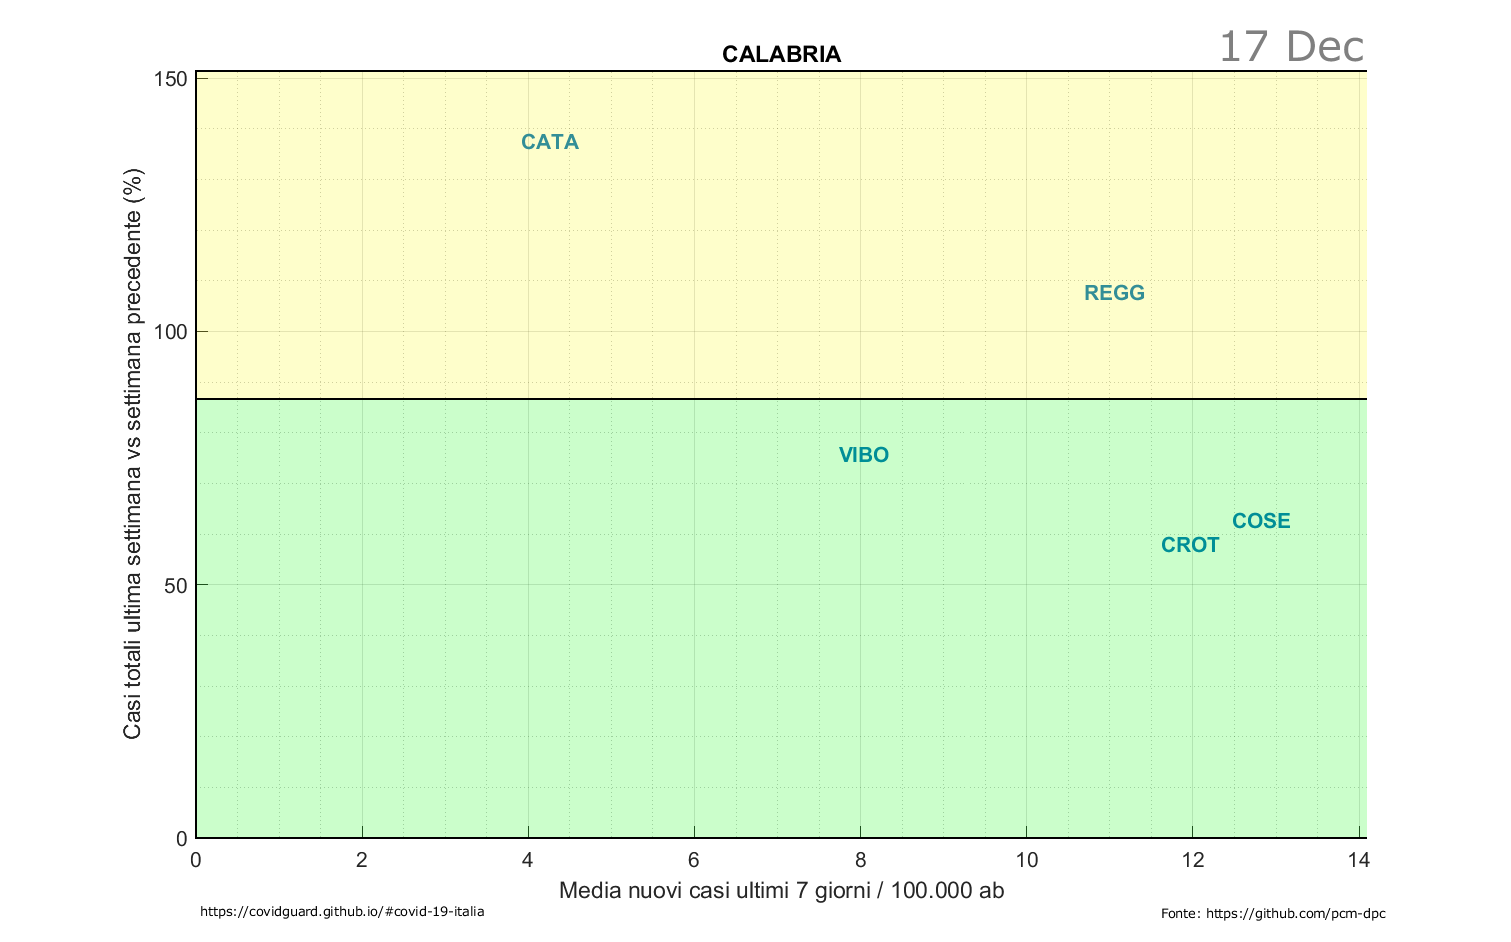 CALABRIA
17 Dec
Casi totali ultima settimana vs settimana precedente (%)
150
100
50
0
CATA
REGG
VIBO
COSE
CROT
0 2 4 6 8 10 12 14
Media nuovi casi ultimi 7 giorni / 100.000 ab
https://covidguard.github.io/#covid-19-italia
Fonte: https://github.com/pcm-dpc